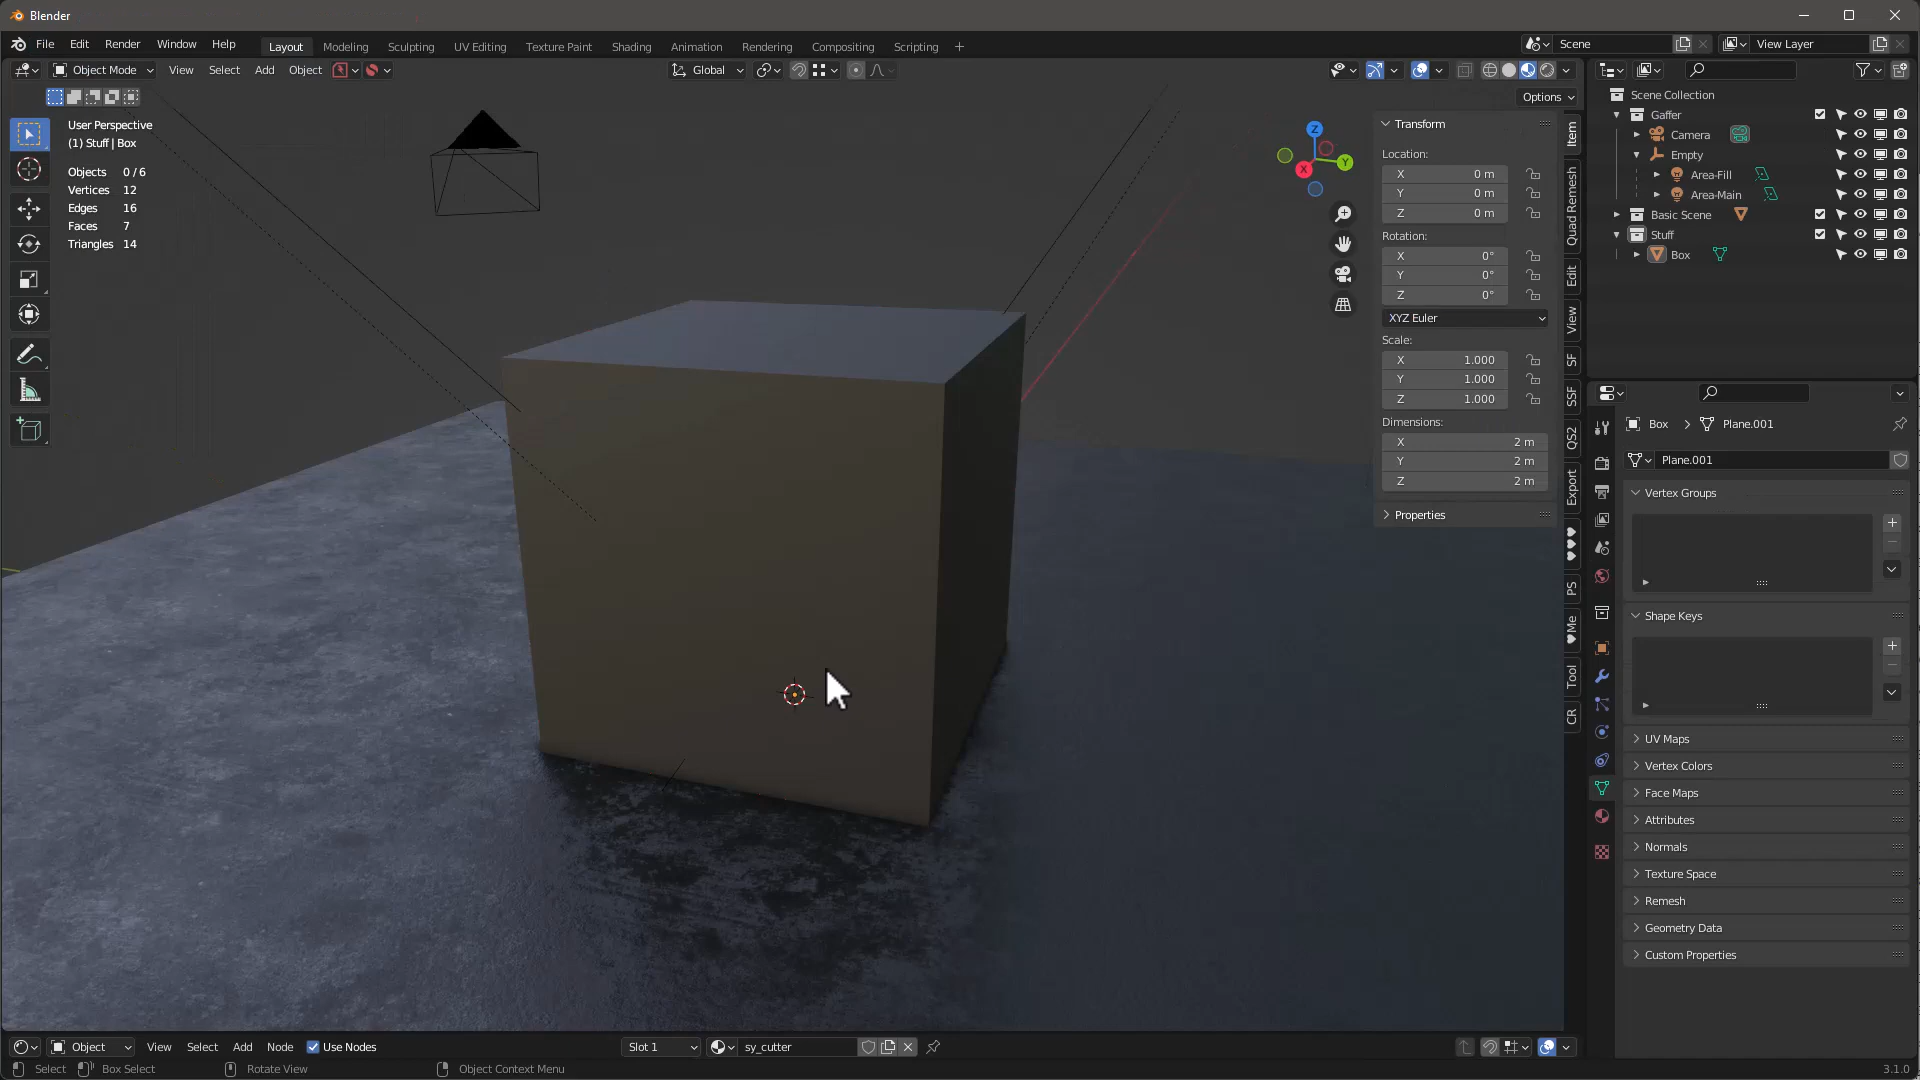 Blender
File Edit Render Window Help Layout Modeling Sculpting UV Editing Texture Paint Shading Animation Rendering Compositing Scripting + Scene View Layer
Object Mode View Select Add Object Global
Options
User Perspective
(1) Stuff | Box
Objects 0 / 6
Vertices 12
Edges 16
Faces 7
Triangles 14
Z
Y
X
Transform
Location:
X 0 m
Y 0 m
Z 0 m
Rotation:
X 0°
Y 0°
Z 0°
XYZ Euler
Scale:
X 1.000
Y 1.000
Z 1.000
Dimensions:
X 2 m
Y 2 m
Z 2 m
Properties
Item
Quad Remesh
Edit
View
SF
SSF
QS2
Export
♥♥♥
PS
♥Me
Tool
CR
Scene Collection
Gaffer
Camera
Empty
Area-Fill
Area-Main
Basic Scene
Stuff
Box
Box > Plane.001
Plane.001
Vertex Groups
Shape Keys
UV Maps
Vertex Colors
Face Maps
Attributes
Normals
Texture Space
Remesh
Geometry Data
Custom Properties
Object View Select Add Node Use Nodes Slot 1 sy_cutter
Select Box Select Rotate View Object Context Menu 3.1.0